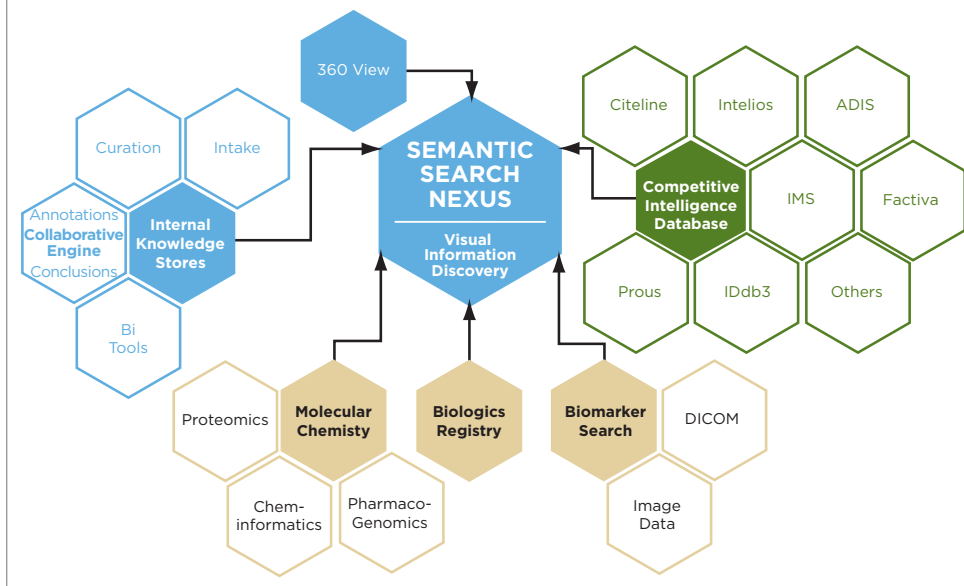 360 View
SEMANTIC
SEARCH
NEXUS
Visual
Information
Discovery
Curation
Intake
Annotations
Collaborative
Engine
Conclusions
Internal
Knowledge
Stores
Bi
Tools
Citeline
Intelios
ADIS
Competitive
Intelligence
Database
IMS
Factiva
Prous
IDdb3
Others
Proteomics
Molecular
Chemisty
Biologics
Registry
Biomarker
Search
DICOM
Chem-
informatics
Pharmaco-
Genomics
Image
Data